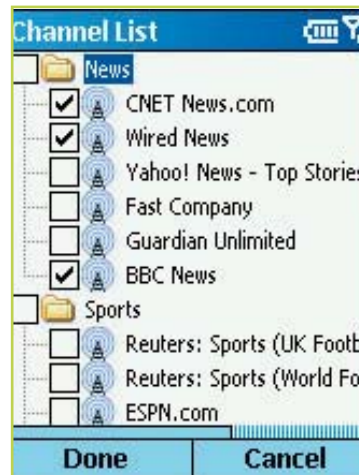 Channel List
News
CNET News.com
Wired News
Yahoo! News - Top Stories
Fast Company
Guardian Unlimited
BBC News
Sports
Reuters: Sports (UK Footb
Reuters: Sports (World Fo
ESPN.com
Done Cancel